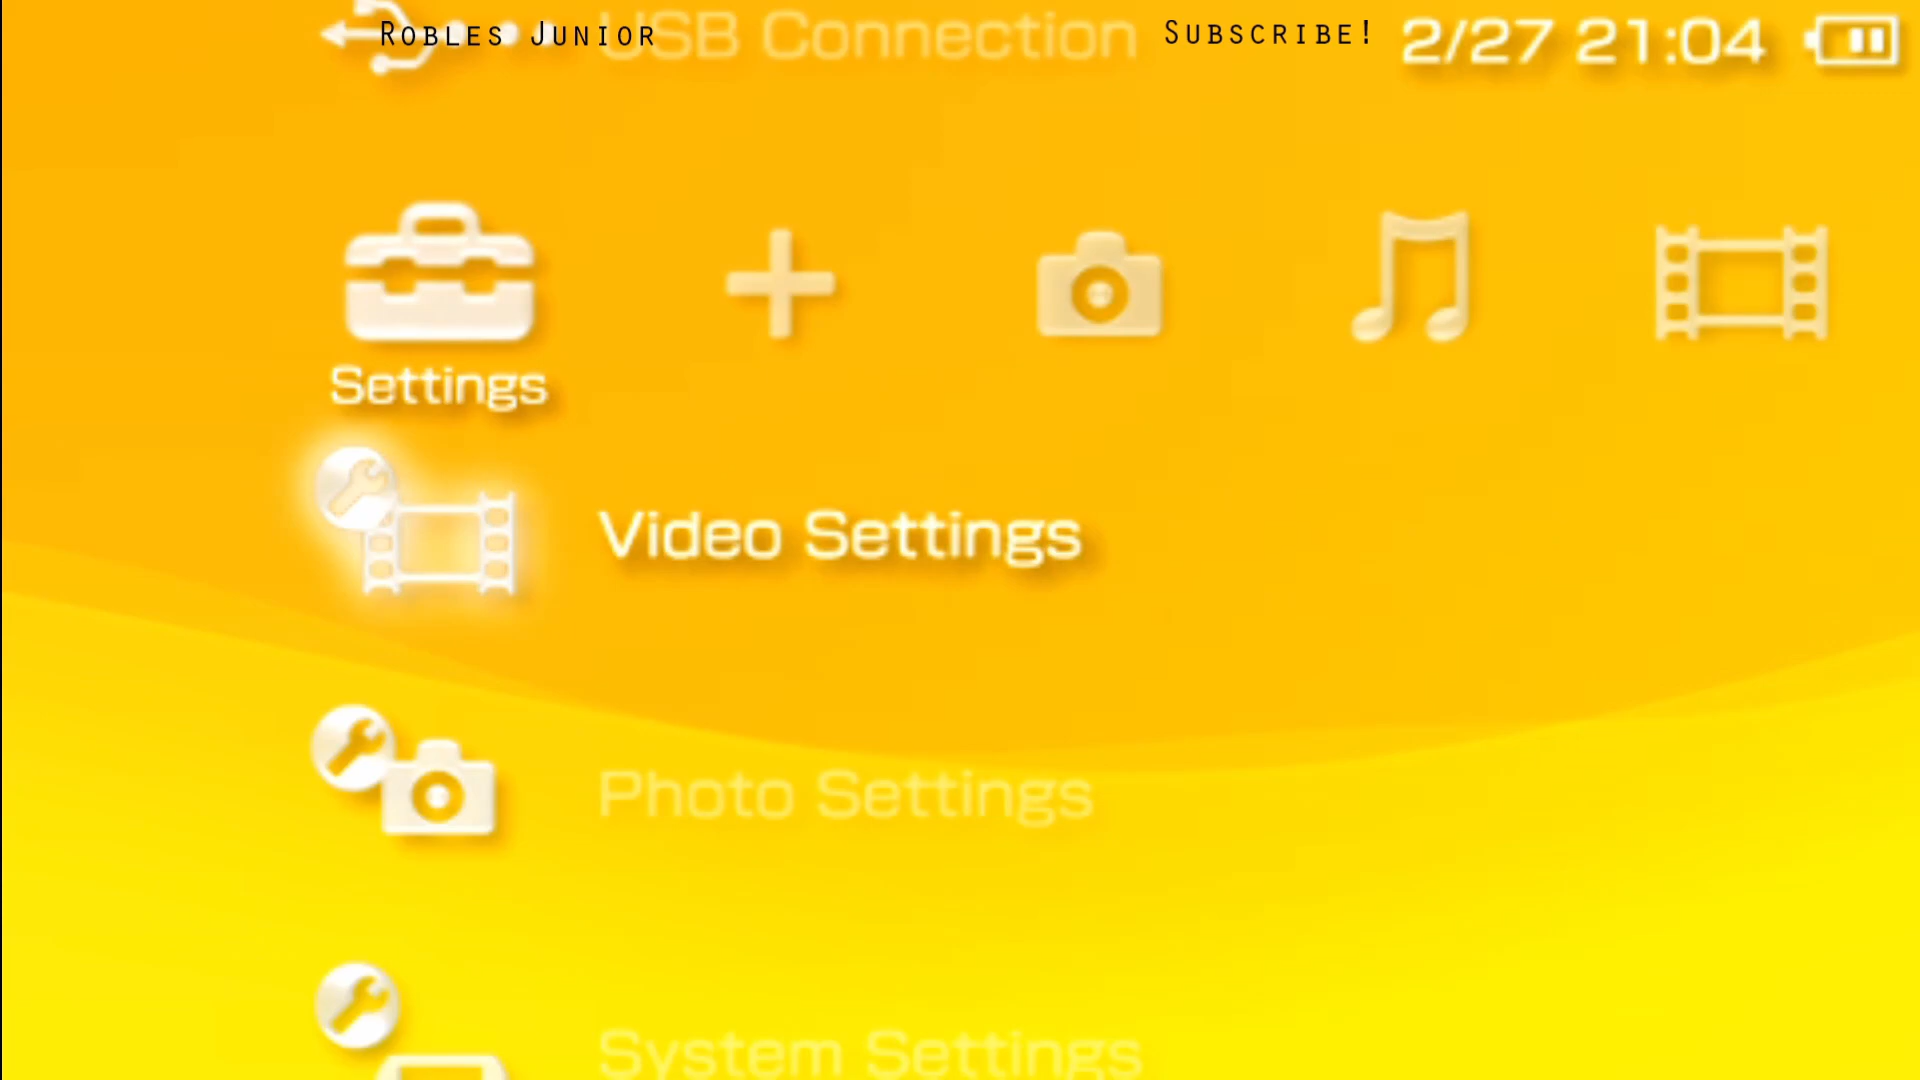 USB Connection
Robles Junior
Subscribe!
2/27 21:04
Settings
Video Settings
Photo Settings
System Settings